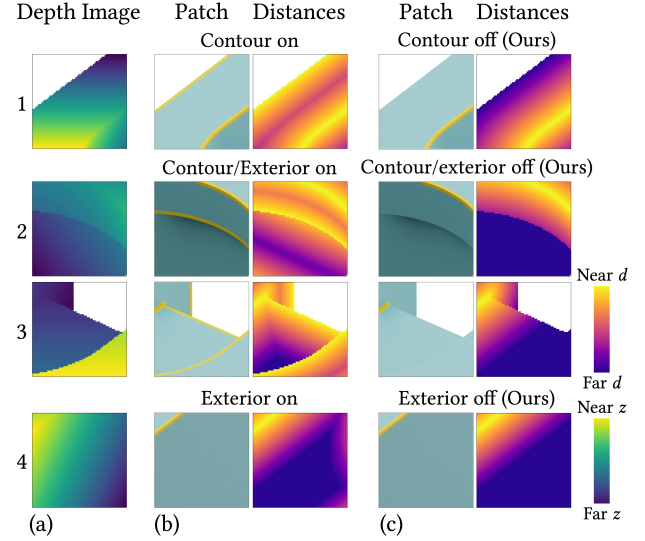 Depth Image Patch Distances Patch Distances
Contour on Contour off (Ours)
1
Contour/Exterior on Contour/exterior off (Ours)
2
Near d
3
Far d
Exterior on Exterior off (Ours)
Near z
4
Far z
(a) (b) (c)